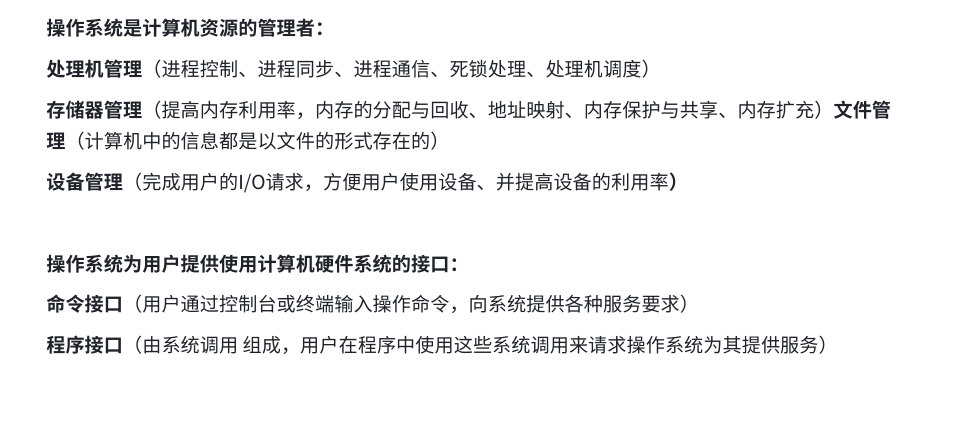 操作系统是计算机资源的管理者：
处理机管理（进程控制、进程同步、进程通信、死锁处理、处理机调度）
存储器管理（提高内存利用率，内存的分配与回收、地址映射、内存保护与共享、内存扩充）文件管
理（计算机中的信息都是以文件的形式存在的）
设备管理（完成用户的I/O请求，方便用户使用设备、并提高设备的利用率）
操作系统为用户提供使用计算机硬件系统的接口：
命令接口（用户通过控制台或终端输入操作命令，向系统提供各种服务要求）
程序接口（由系统调用 组成，用户在程序中使用这些系统调用来请求操作系统为其提供服务）